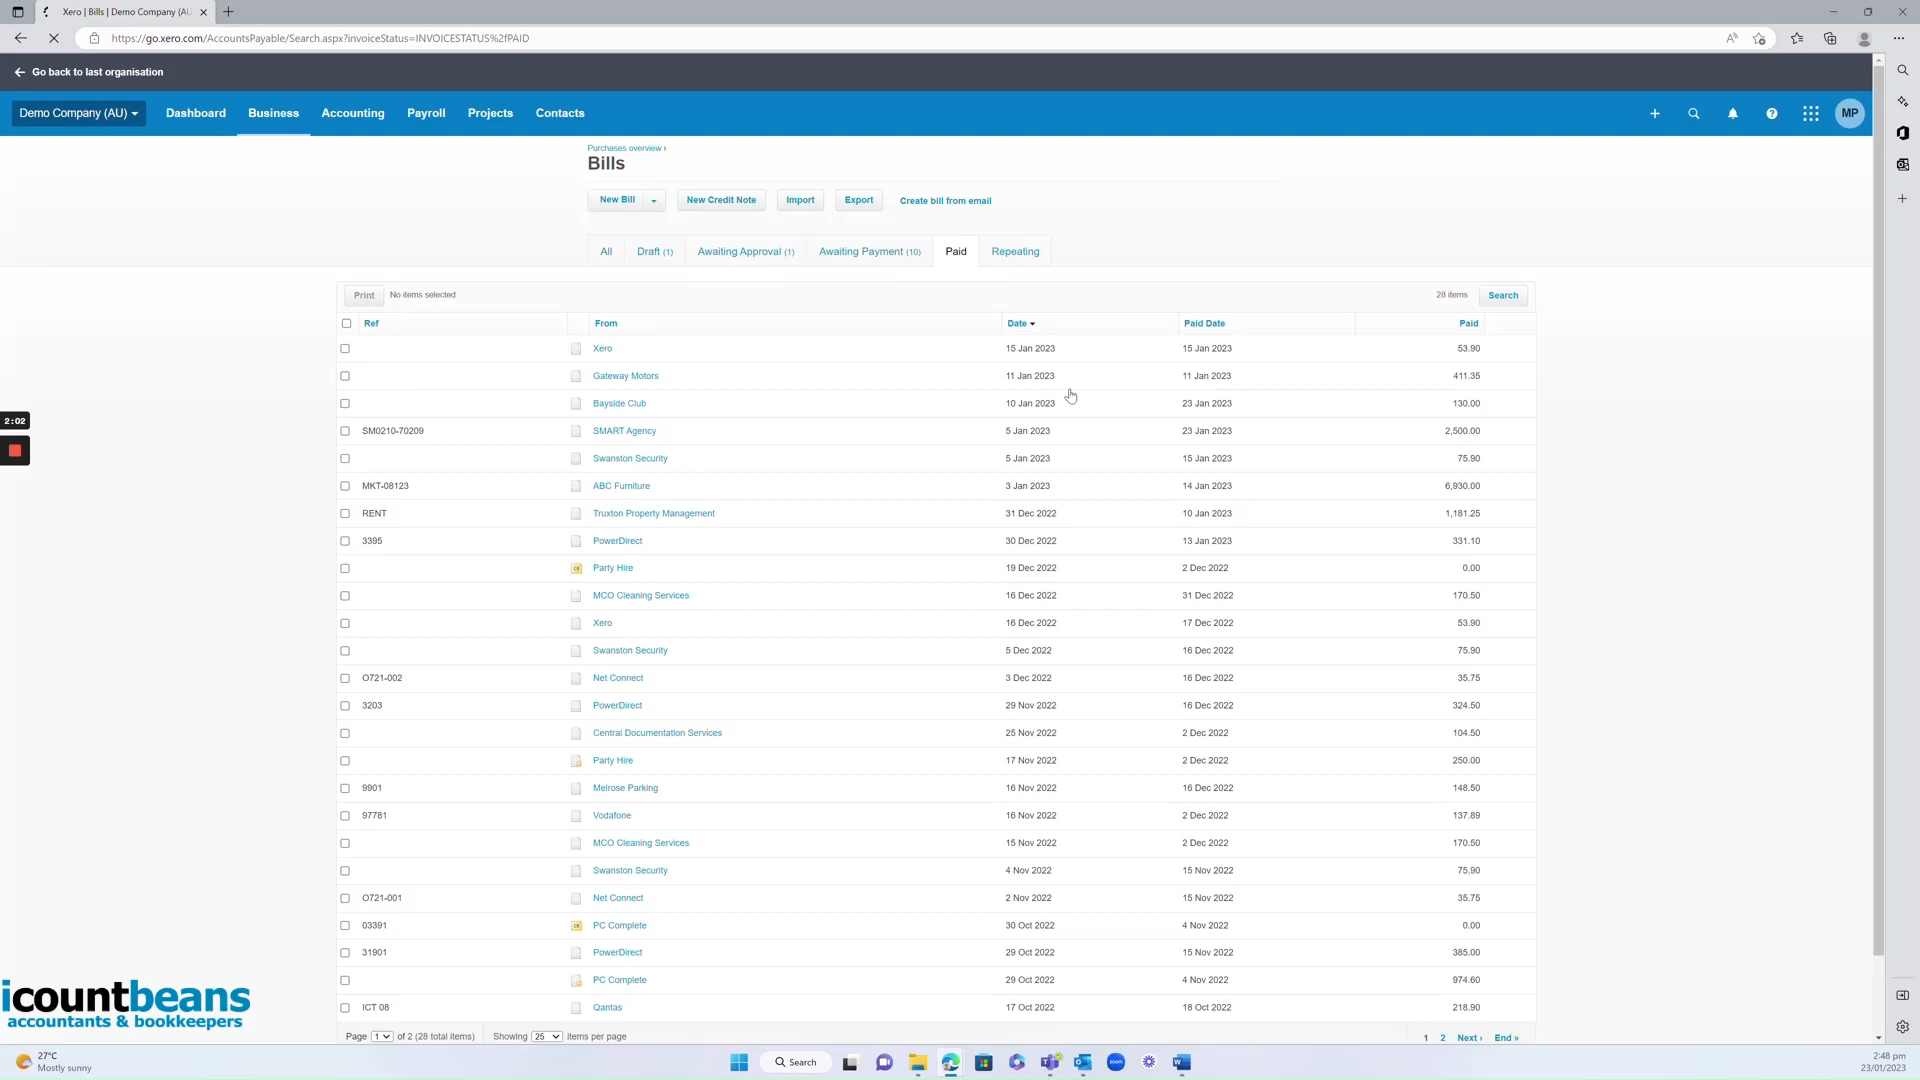 Xero | Bills | Demo Company (AU
https://go.xero.com/AccountsPayable/Search.aspx?invoiceStatus=INVOICESTATUS%2fPAID
Go back to last organisation
Demo Company (AU) Dashboard Business Accounting Payroll Projects Contacts MP
Purchases overview ›
Bills
New Bill New Credit Note Import Export Create bill from email
All Draft (1) Awaiting Approval (1) Awaiting Payment (10) Paid Repeating
Print No items selected 28 items Search
Ref From Date Paid Date Paid
Xero 15 Jan 2023 15 Jan 2023 53.90
Gateway Motors 11 Jan 2023 11 Jan 2023 411.35
Bayside Club 10 Jan 2023 23 Jan 2023 130.00
2:02
SM0210-70209 SMART Agency 5 Jan 2023 23 Jan 2023 2,500.00
Swanston Security 5 Jan 2023 15 Jan 2023 75.90
MKT-08123 ABC Furniture 3 Jan 2023 14 Jan 2023 6,930.00
RENT Truxton Property Management 31 Dec 2022 10 Jan 2023 1,181.25
3395 PowerDirect 30 Dec 2022 13 Jan 2023 331.10
Party Hire 19 Dec 2022 2 Dec 2022 0.00
MCO Cleaning Services 16 Dec 2022 31 Dec 2022 170.50
Xero 16 Dec 2022 17 Dec 2022 53.90
Swanston Security 5 Dec 2022 16 Dec 2022 75.90
O721-002 Net Connect 3 Dec 2022 16 Dec 2022 35.75
3203 PowerDirect 29 Nov 2022 16 Dec 2022 324.50
Central Documentation Services 25 Nov 2022 2 Dec 2022 104.50
Party Hire 17 Nov 2022 2 Dec 2022 250.00
9901 Melrose Parking 16 Nov 2022 16 Dec 2022 148.50
97781 Vodafone 16 Nov 2022 2 Dec 2022 137.89
MCO Cleaning Services 15 Nov 2022 2 Dec 2022 170.50
Swanston Security 4 Nov 2022 15 Nov 2022 75.90
O721-001 Net Connect 2 Nov 2022 15 Nov 2022 35.75
03391 PC Complete 30 Oct 2022 4 Nov 2022 0.00
31901 PowerDirect 29 Oct 2022 15 Nov 2022 385.00
PC Complete 29 Oct 2022 4 Nov 2022 974.60
ICT 08 Qantas 17 Oct 2022 18 Oct 2022 218.90
icountbeans
accountants & bookkeepers
Page 1 of 2 (28 total items) Showing 25 items per page 1 2 Next › End »
27°C
Mostly sunny
Search
zoom
2:48 pm
23/01/2023